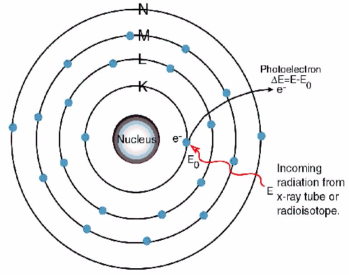 N
M
L
K
Photoelectron
ΔE=E-E0
e-
Nucleus
e-
E0
Incoming
radiation from
E x-ray tube or
radioisotope.